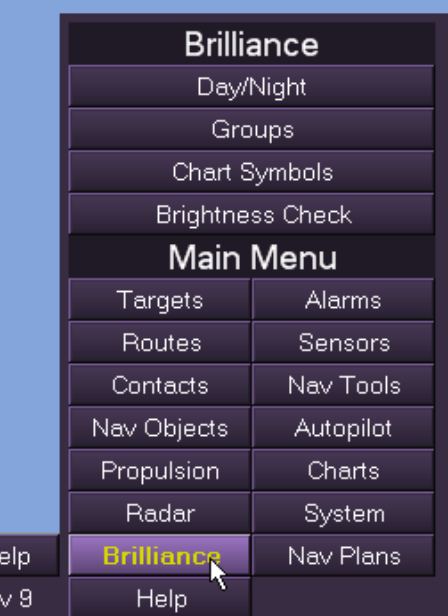 Brilliance
Day/Night
Groups
Chart Symbols
Brightness Check
Main Menu
Targets Alarms
Routes Sensors
Contacts Nav Tools
Nav Objects Autopilot
Propulsion Charts
Radar System
elp Brilliance Nav Plans
v 9 Help